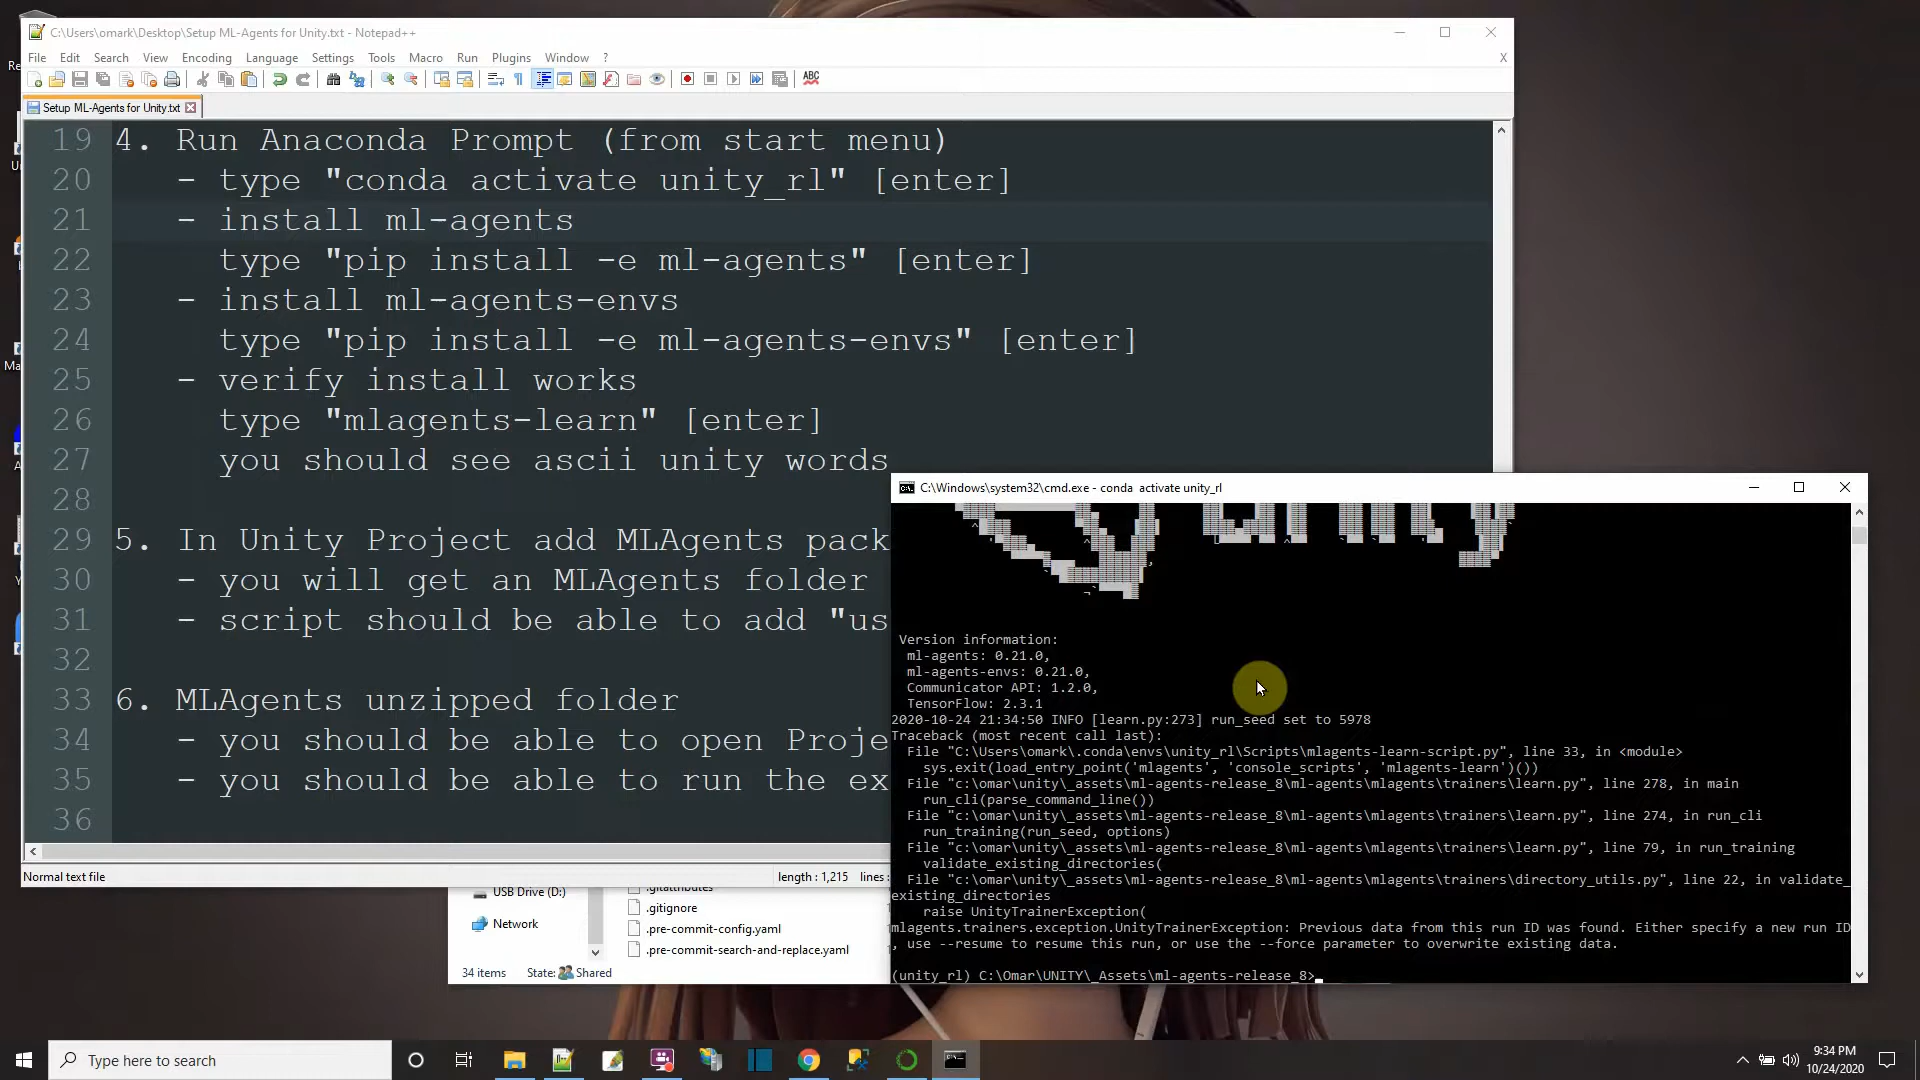 C:\Users\omark\Desktop\Setup ML-Agents for Unity.txt - Notepad++
File Edit Search View Encoding Language Settings Tools Macro Run Plugins Window ?
X
ABC
Setup ML-Agents for Unity.txt
19 4. Run Anaconda Prompt (from start menu)
20 - type "conda activate unity_rl" [enter]
21 - install ml-agents
22 type "pip install -e ml-agents" [enter]
23 - install ml-agents-envs
24 type "pip install -e ml-agents-envs" [enter]
25 - verify install works
26 type "mlagents-learn" [enter]
27 you should see ascii unity words
28
29 5. In Unity Project add MLAgents pack
30 - you will get an MLAgents folder
31 - script should be able to add "us
32
33 6. MLAgents unzipped folder
34 - you should be able to open Proje
35 - you should be able to run the ex
36
Normal text file length : 1,215 lines:
C:\Windows\system32\cmd.exe - conda  activate unity_rl
Version information:
ml-agents: 0.21.0,
ml-agents-envs: 0.21.0,
Communicator API: 1.2.0,
TensorFlow: 2.3.1
2020-10-24 21:34:50 INFO [learn.py:273] run_seed set to 5978
Traceback (most recent call last):
File "C:\Users\omark\.conda\envs\unity_rl\Scripts\mlagents-learn-script.py", line 33, in <module>
sys.exit(load_entry_point('mlagents', 'console_scripts', 'mlagents-learn')())
File "c:\omar\unity\_assets\ml-agents-release_8\ml-agents\mlagents\trainers\learn.py", line 278, in main
run_cli(parse_command_line())
File "c:\omar\unity\_assets\ml-agents-release_8\ml-agents\mlagents\trainers\learn.py", line 274, in run_cli
run_training(run_seed, options)
File "c:\omar\unity\_assets\ml-agents-release_8\ml-agents\mlagents\trainers\learn.py", line 79, in run_training
validate_existing_directories(
File "c:\omar\unity\_assets\ml-agents-release_8\ml-agents\mlagents\trainers\directory_utils.py", line 22, in validate_
existing_directories
raise UnityTrainerException(
mlagents.trainers.exception.UnityTrainerException: Previous data from this run ID was found. Either specify a new run ID
, use --resume to resume this run, or use the --force parameter to overwrite existing data.
(unity_rl) C:\Omar\UNITY\_Assets\ml-agents-release_8>
USB Drive (D:)
Network
.gitattributes
.gitignore
.pre-commit-config.yaml
.pre-commit-search-and-replace.yaml
34 items State: Shared
Type here to search
9:34 PM
10/24/2020